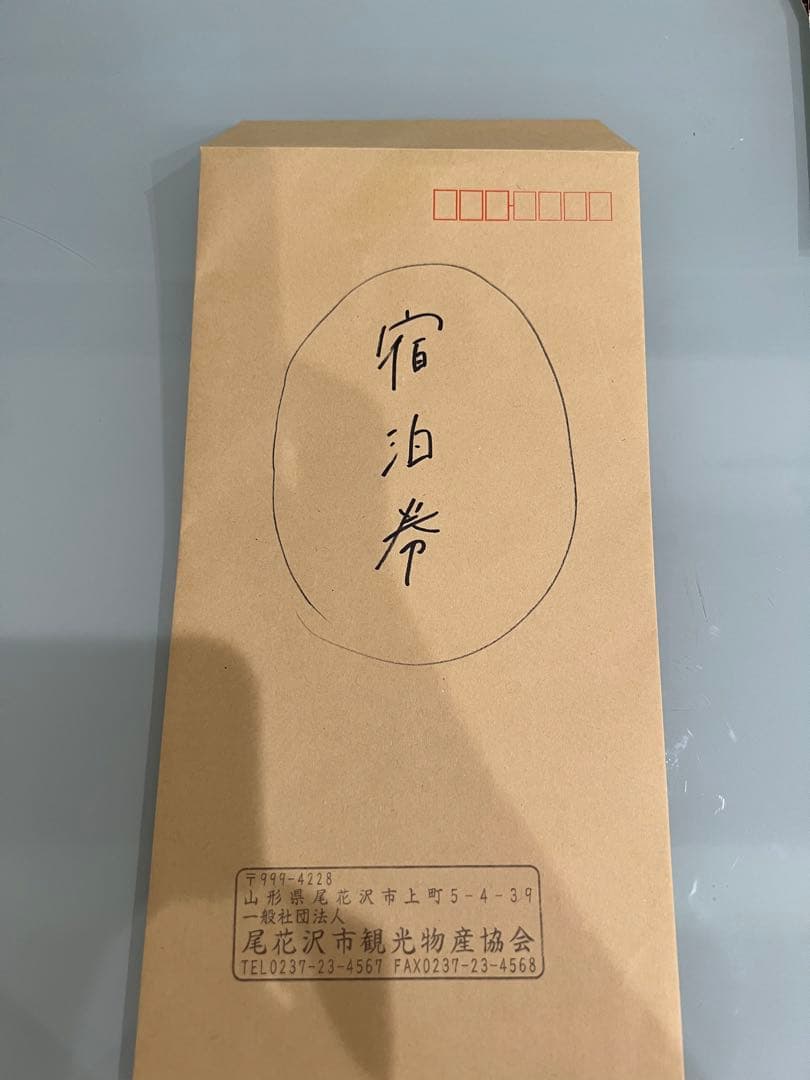 宿泊券
〒999-4228
山形県尾花沢市上町5-4-39
一般社団法人
尾花沢市観光物産協会
TEL0237-23-4567 FAX0237-23-4568